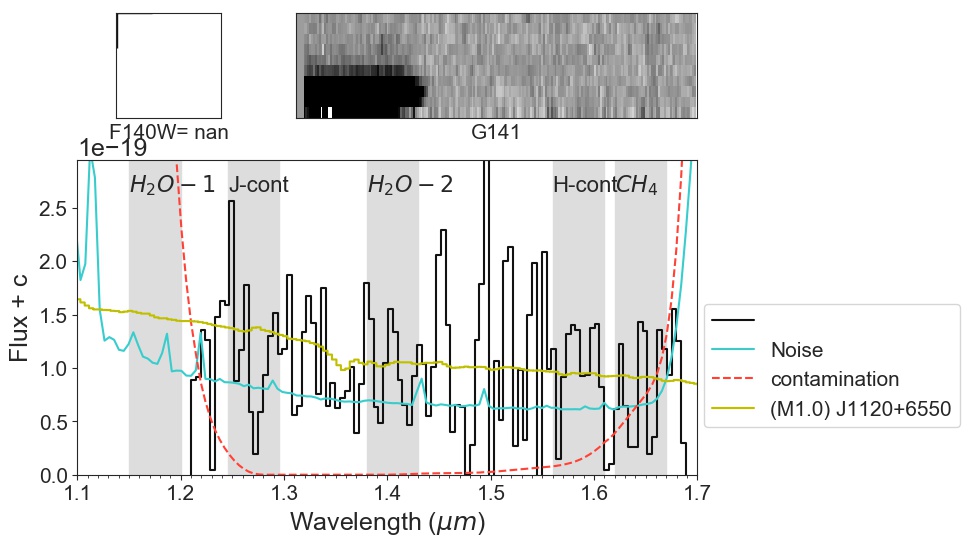 F140W= nan
G141
1e−19
H₂O − 1 J-cont H₂O − 2 H-cont CH₄
2.5
2.0
1.5
1.0
0.5
0.0
Flux + c
1.1 1.2 1.3 1.4 1.5 1.6 1.7
Wavelength (μm)
Noise
contamination
(M1.0) J1120+6550